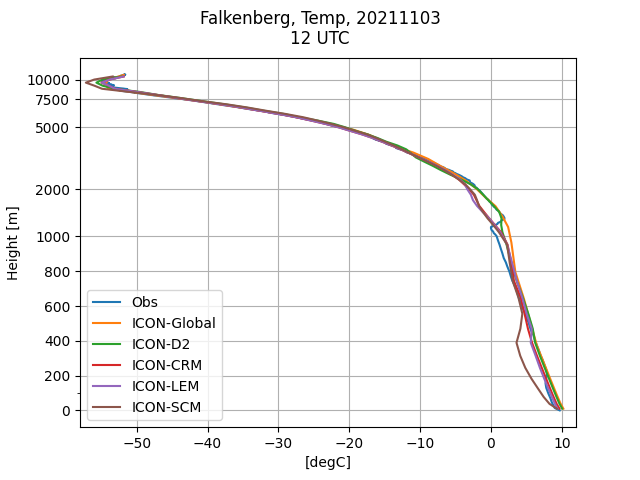 Falkenberg, Temp, 20211103
12 UTC
10000
7500
5000
2000
1000
800
600
400
200
0
Height [m]
Obs
ICON-Global
ICON-D2
ICON-CRM
ICON-LEM
ICON-SCM
−50 −40 −30 −20 −10 0 10
[degC]